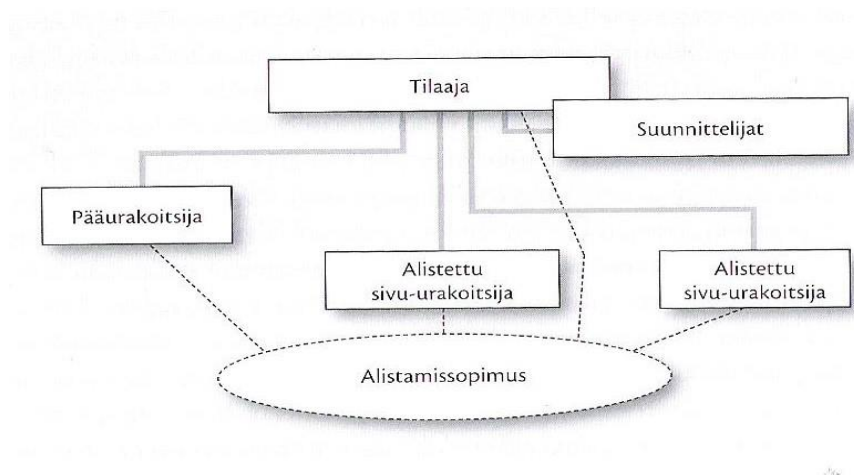 Tilaaja
Suunnittelijat
Pääurakoitsija
Alistettu
sivu-urakoitsija
Alistettu
sivu-urakoitsija
Alistamissopimus